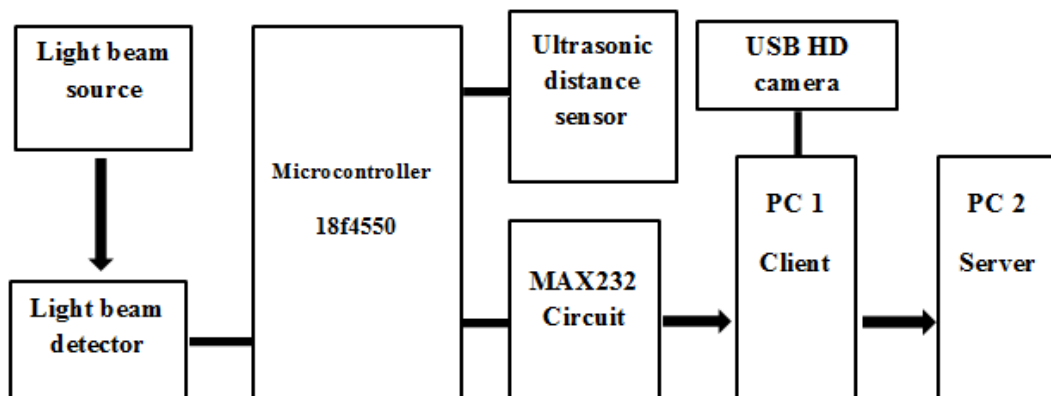 Light beam
source
Light beam
detector
Microcontroller
18f4550
Ultrasonic
distance
sensor
MAX232
Circuit
USB HD
camera
PC 1
Client
PC 2
Server